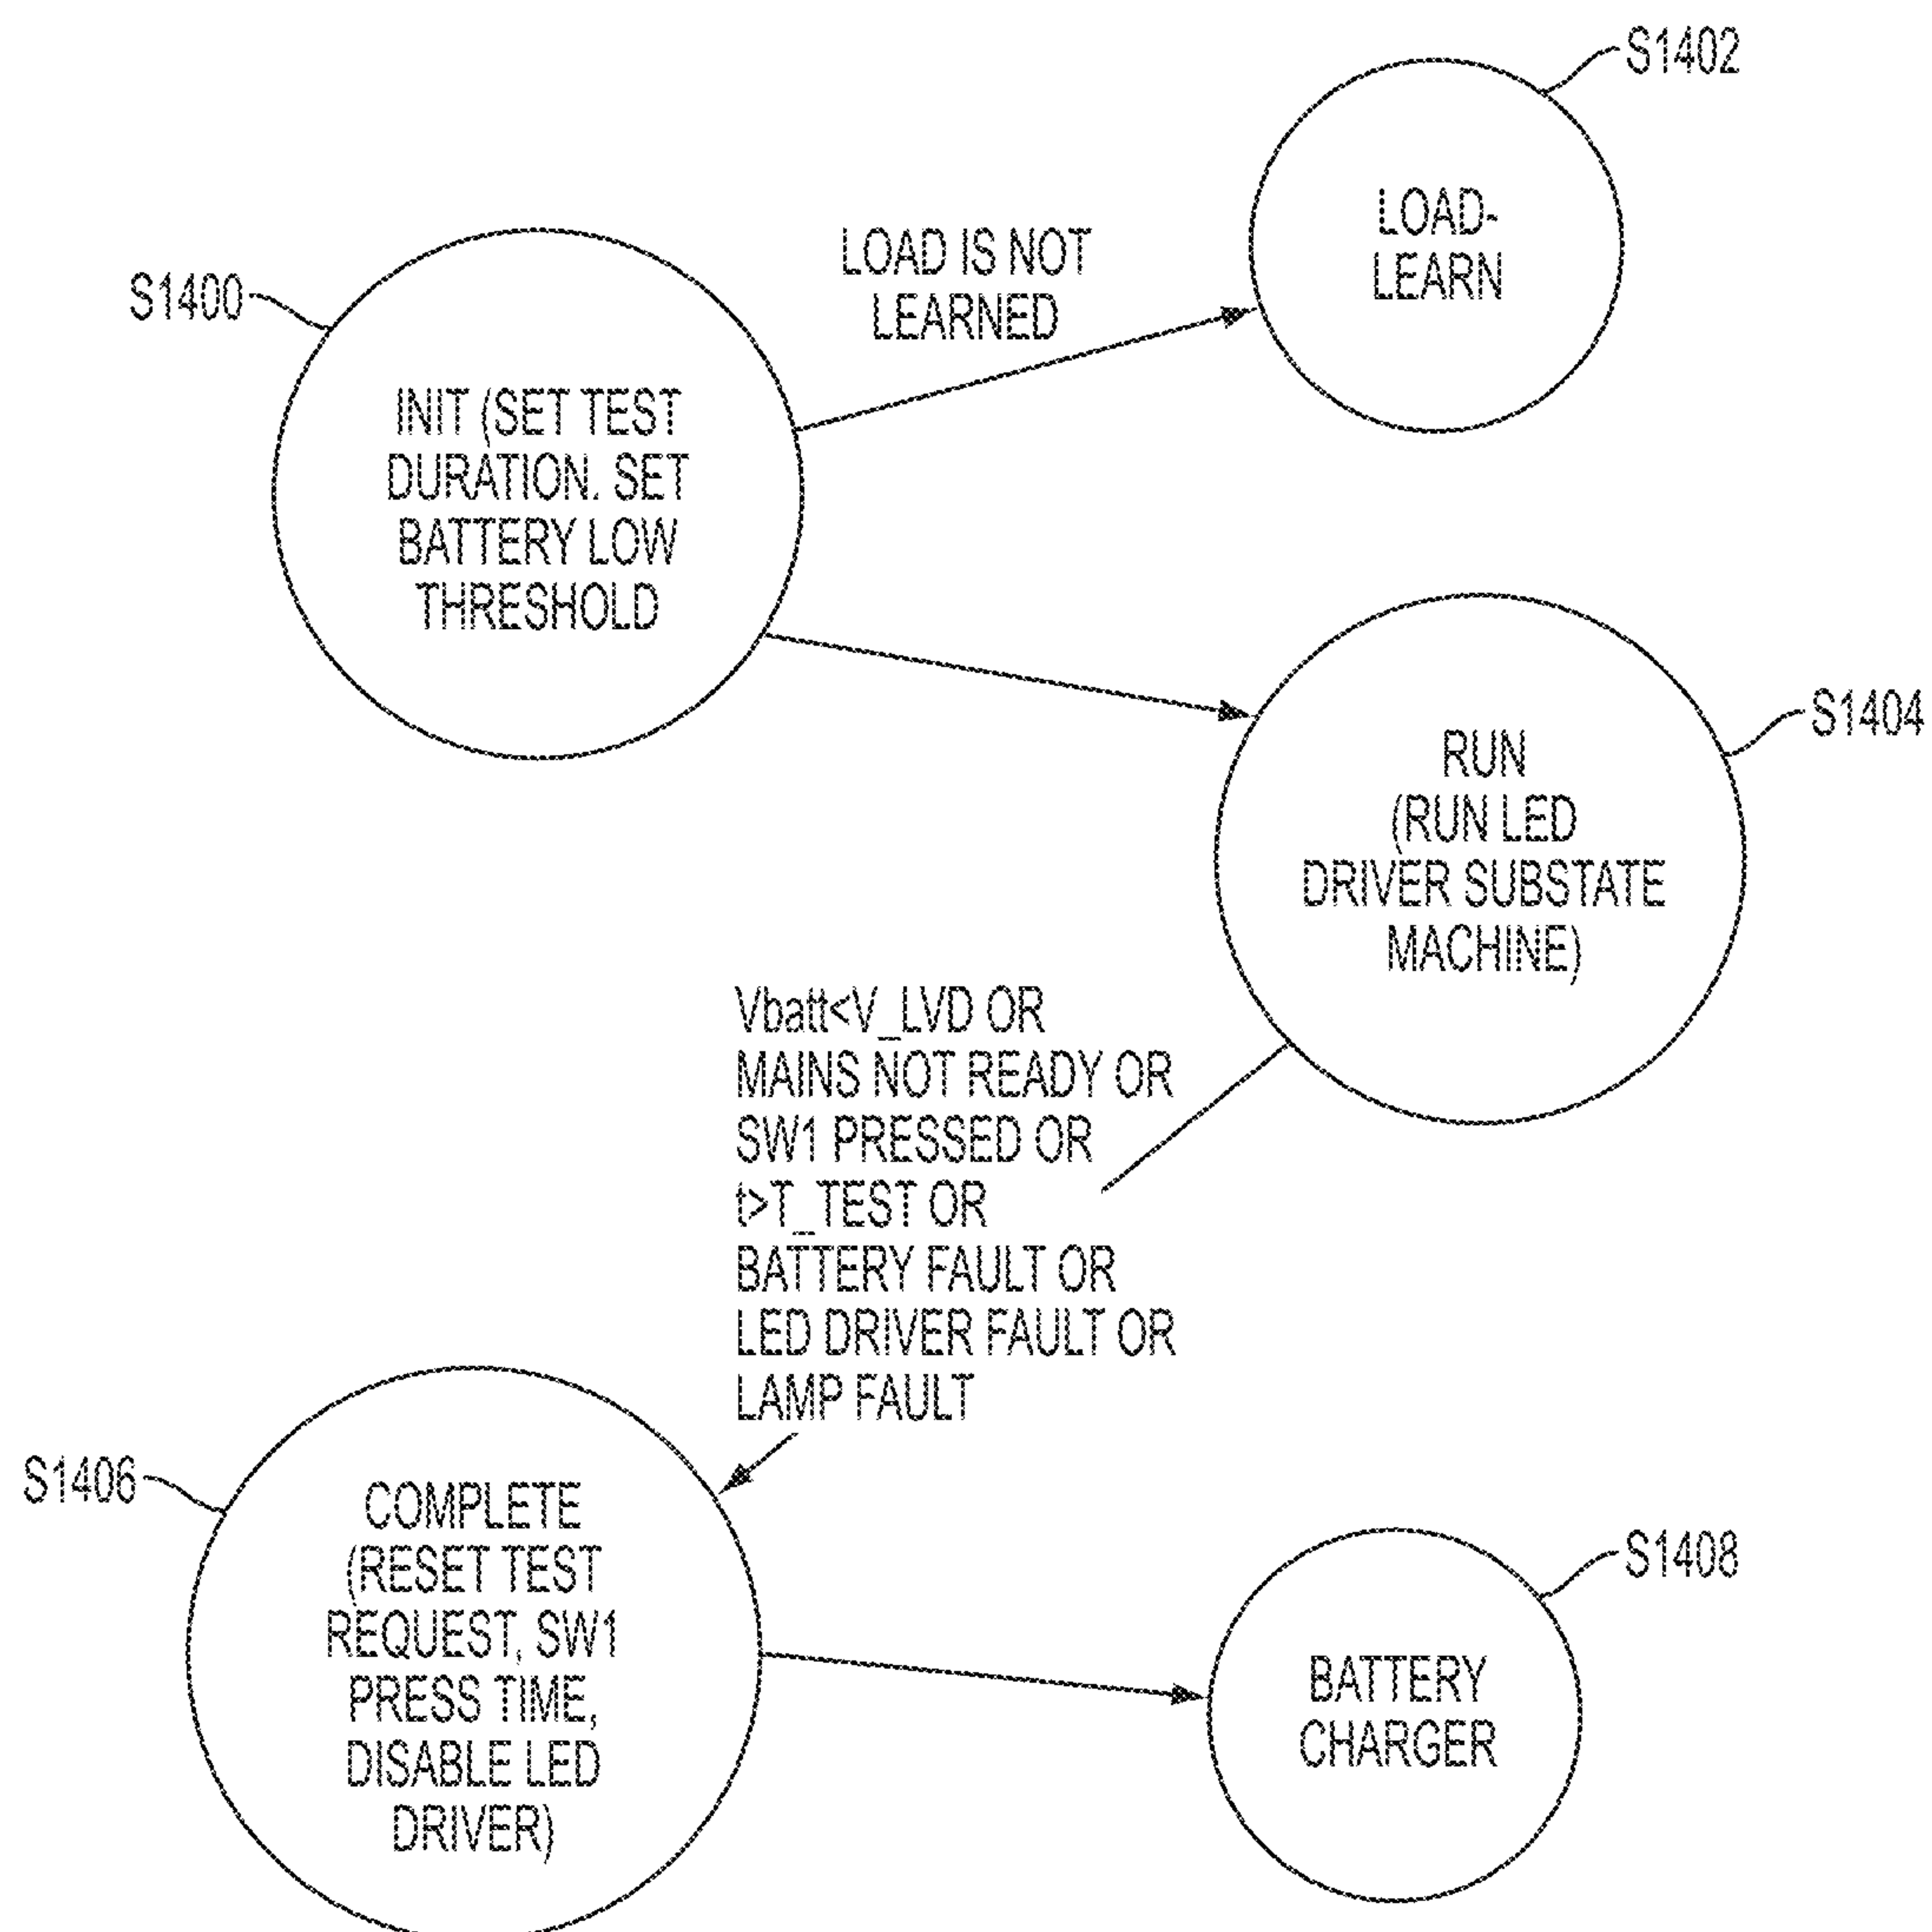 S1402
LOAD-
LEARN
LOAD IS NOT
LEARNED
S1400
INIT (SET TEST
DURATION. SET
BATTERY LOW
THRESHOLD
S1404
RUN
(RUN LED
DRIVER SUBSTATE
MACHINE)
Vbatt<V_LVD OR
MAINS NOT READY OR
SW1 PRESSED OR
t>T_TEST OR
BATTERY FAULT OR
LED DRIVER FAULT OR
LAMP FAULT
S1406
COMPLETE
(RESET TEST
REQUEST, SW1
PRESS TIME,
DISABLE LED
DRIVER)
S1408
BATTERY
CHARGER